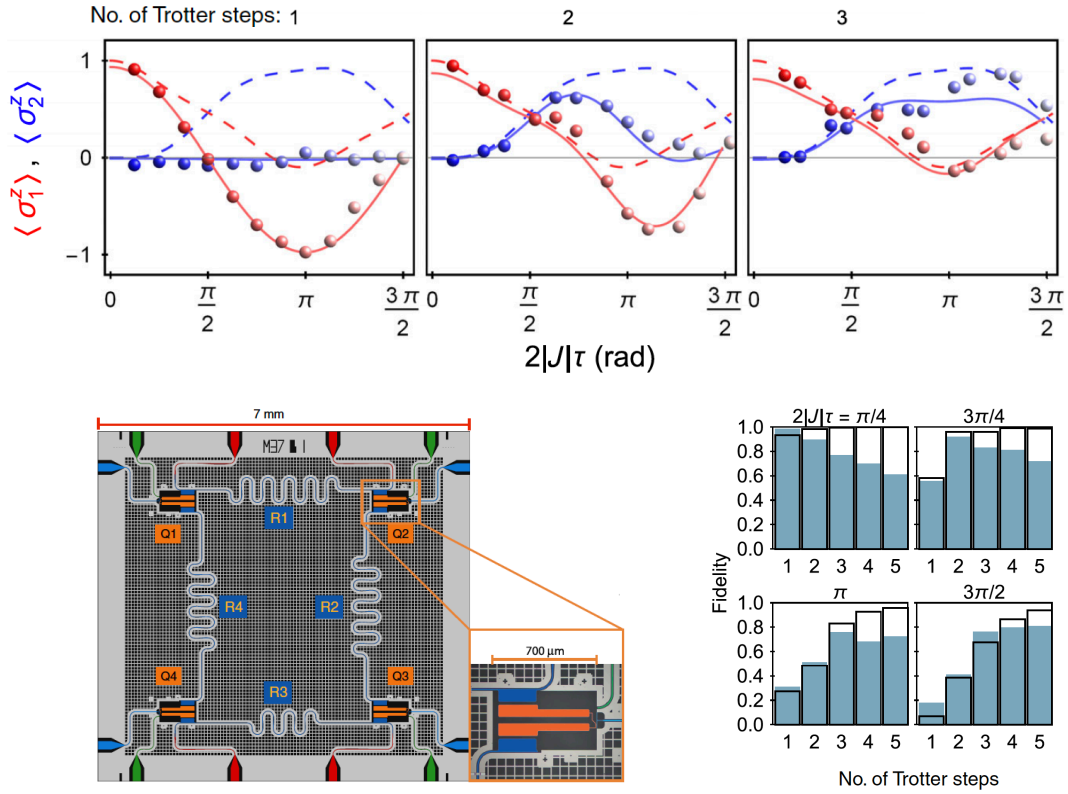 No. of Trotter steps: 1 2 3
⟨σ₁ᶻ⟩, ⟨σ₂ᶻ⟩
1
0
−1
0 π/2 π 3π/2 0 π/2 π 3π/2 0 π/2 π 3π/2
2|J|τ (rad)
7 mm
R1
Q1 Q2
R4 R2
Q4 Q3
R3
700 µm
Fidelity
2|J|τ = π/4 3π/4
1.0
0.8
0.6
0.4
0.2
0.0
1 2 3 4 5 1 2 3 4 5
π 3π/2
1.0
0.8
0.6
0.4
0.2
0.0
1 2 3 4 5 1 2 3 4 5
No. of Trotter steps